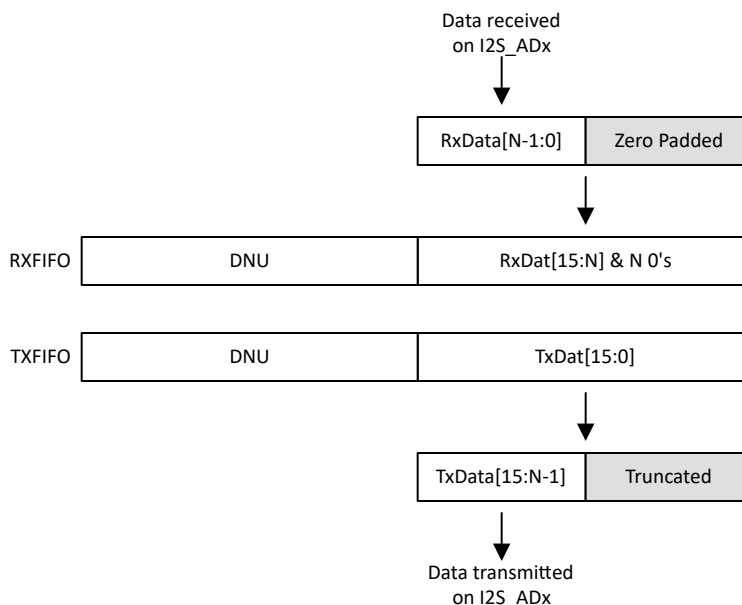 Data received
on I2S_ADx
RxData[N-1:0] Zero Padded
RXFIFO DNU RxDat[15:N] & N 0's
TXFIFO DNU TxDat[15:0]
TxData[15:N-1] Truncated
Data transmitted
on I2S_ADx